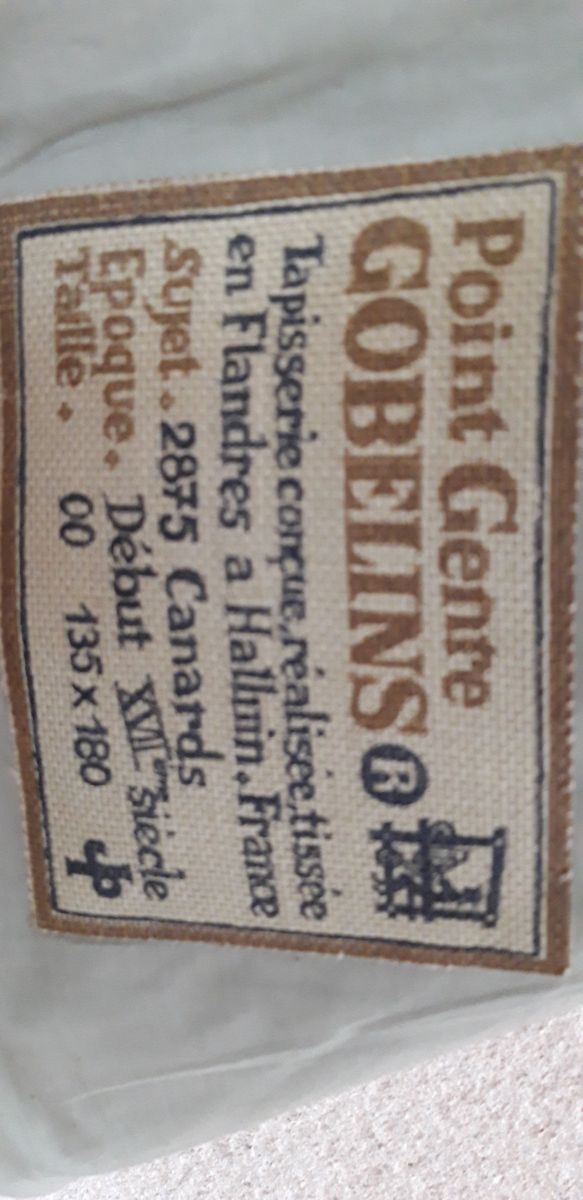 Point Genre
GOBELINS ®
Tapisserie conçue, réalisée, tissée
en Flandres a Halluin. France
Sujet. 2875 Canards
Epoque. Début XVIIème siècle
Taille. 00 135 x 180